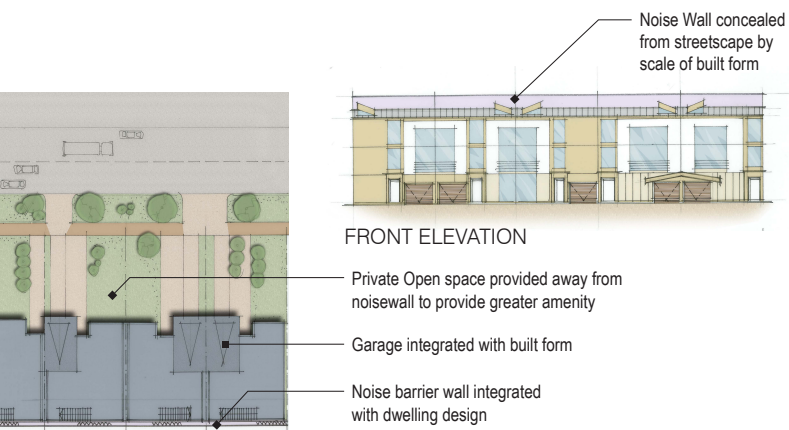 Noise Wall concealed
from streetscape by
scale of built form
FRONT ELEVATION
Private Open space provided away from
noisewall to provide greater amenity
Garage integrated with built form
Noise barrier wall integrated
with dwelling design